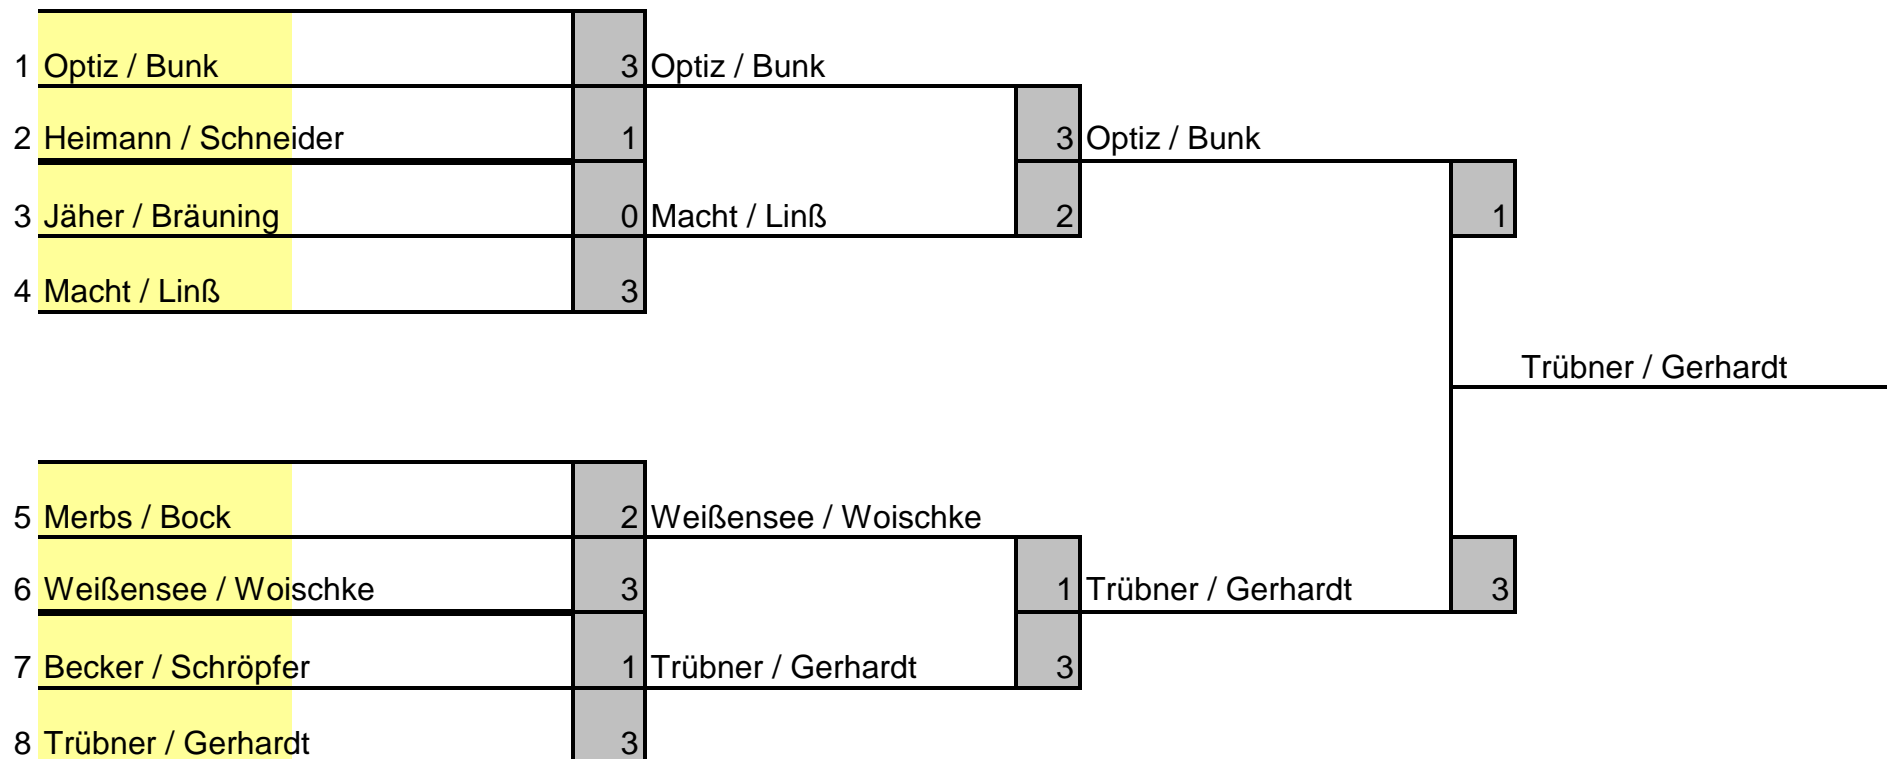 1 Optiz / Bunk 3 Optiz / Bunk
2 Heimann / Schneider 1 3 Optiz / Bunk
3 Jäher / Bräuning 0 Macht / Linß 2 1
4 Macht / Linß 3
Trübner / Gerhardt
5 Merbs / Bock 2 Weißensee / Woischke
6 Weißensee / Woischke 3 1 Trübner / Gerhardt 3
7 Becker / Schröpfer 1 Trübner / Gerhardt 3
8 Trübner / Gerhardt 3